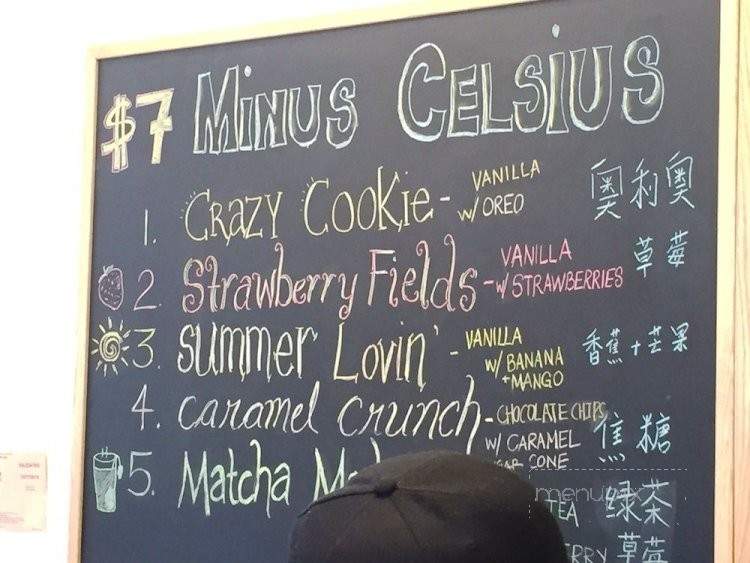 $7 MINUS CELSIUS
1. CRAZY COOKIE - VANILLA W/ OREO 奥利奥
2. Strawberry Fields - VANILLA W/ STRAWBERRIES 草莓
3. SUMMER LOVIN' - VANILLA W/ BANANA + MANGO 香蕉 + 芒果
4. caramel crunch - CHOCOLATE CHIPS W/ CARAMEL CONE 焦糖
5. Matcha TEA 绿茶
草莓
menupix